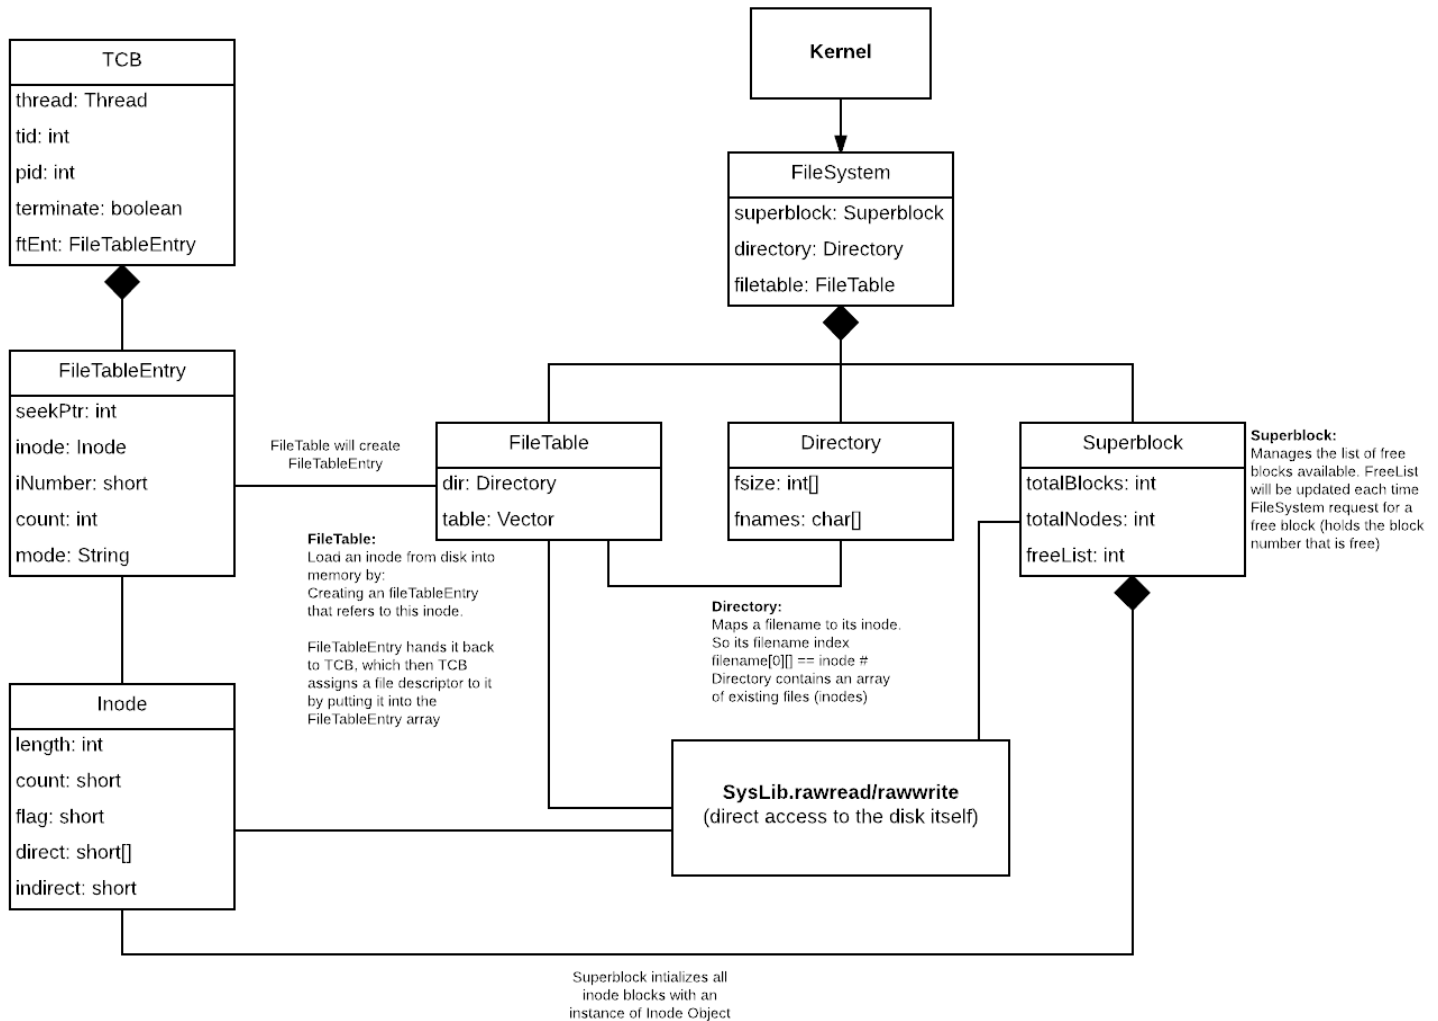 Kernel
TCB
thread: Thread
tid: int
pid: int
terminate: boolean
ftEnt: FileTableEntry
FileSystem
superblock: Superblock
directory: Directory
filetable: FileTable
FileTableEntry
seekPtr: int
inode: Inode
iNumber: short
count: int
mode: String
FileTable will create
FileTableEntry
FileTable
dir: Directory
table: Vector
Directory
fsize: int[]
fnames: char[]
Superblock
totalBlocks: int
totalNodes: int
freeList: int
Superblock:
Manages the list of free
blocks available. FreeList
will be updated each time
FileSystem request for a
free block (holds the block
number that is free)
FileTable:
Load an inode from disk into
memory by:
Creating an fileTableEntry
that refers to this inode.
FileTableEntry hands it back
to TCB, which then TCB
assigns a file descriptor to it
by putting it into the
FileTableEntry array
Directory:
Maps a filename to its inode.
So its filename index
filename[0][] == inode #
Directory contains an array
of existing files (inodes)
Inode
length: int
count: short
flag: short
direct: short[]
indirect: short
SysLib.rawread/rawwrite
(direct access to the disk itself)
Superblock intializes all
inode blocks with an
instance of Inode Object